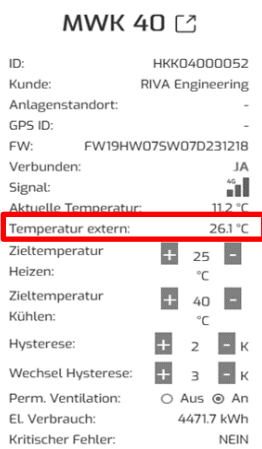 MWK 40
ID: HKK04000052
Kunde: RIVA Engineering
Anlagenstandort: -
GPS ID: -
FW: FW19HW07SW07D231218
Verbunden: JA
Signal: 4G
Aktuelle Temperatur: 11.2 °C
Temperatur extern: 26.1 °C
Zieltemperatur Heizen: + 25 °C -
Zieltemperatur Kühlen: + 40 °C -
Hysterese: + 2 - K
Wechsel Hysterese: + 3 - K
Perm. Ventilation: Aus An
El. Verbrauch: 4471.7 kWh
Kritischer Fehler: NEIN